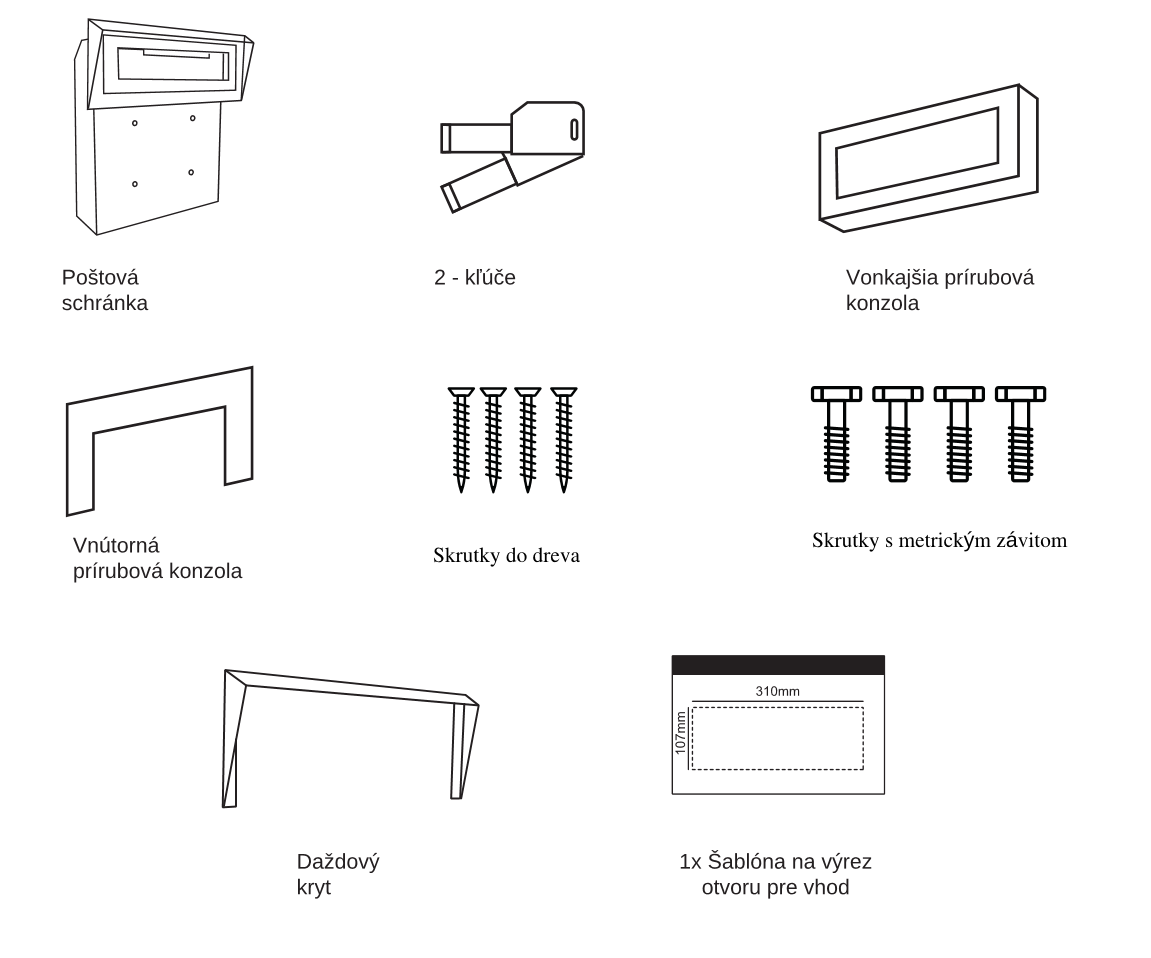 Poštová
schránka
2 - kľúče
Vonkajšia prírubová
konzola
Vnútorná
prírubová konzola
Skrutky do dreva
Skrutky s metrickým závitom
310mm
107mm
Daždový
kryt
1x Šablóna na výrez
otvoru pre vhod